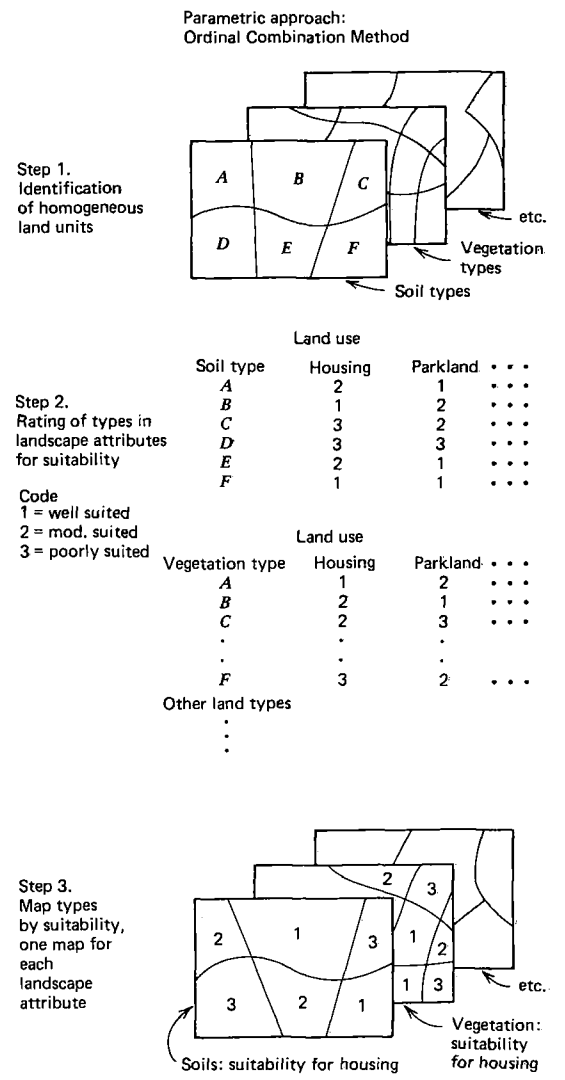 Parametric approach:
Ordinal Combination Method
Step 1.
Identification
of homogeneous
land units
A B C
D E F
etc.
Vegetation
types
Soil types
Step 2.
Rating of types in
landscape attributes
for suitability
Code
1 = well suited
2 = mod. suited
3 = poorly suited
Land use
Soil type Housing Parkland • • •
A 2 1 • • •
B 1 2 • • •
C 3 2 • • •
D 3 3 • • •
E 2 1 • • •
F 1 1 • • •
Land use
Vegetation type Housing Parkland • • •
A 1 2 • • •
B 2 1 • • •
C 2 3 • • •
. . .
. . .
F 3 2 • • •
Other land types
•
•
•
Step 3.
Map types
by suitability,
one map for
each
landscape
attribute
2 3
2 1 3 1 2
3 2 1 1 3
etc.
Vegetation:
suitability
for housing
Soils: suitability for housing